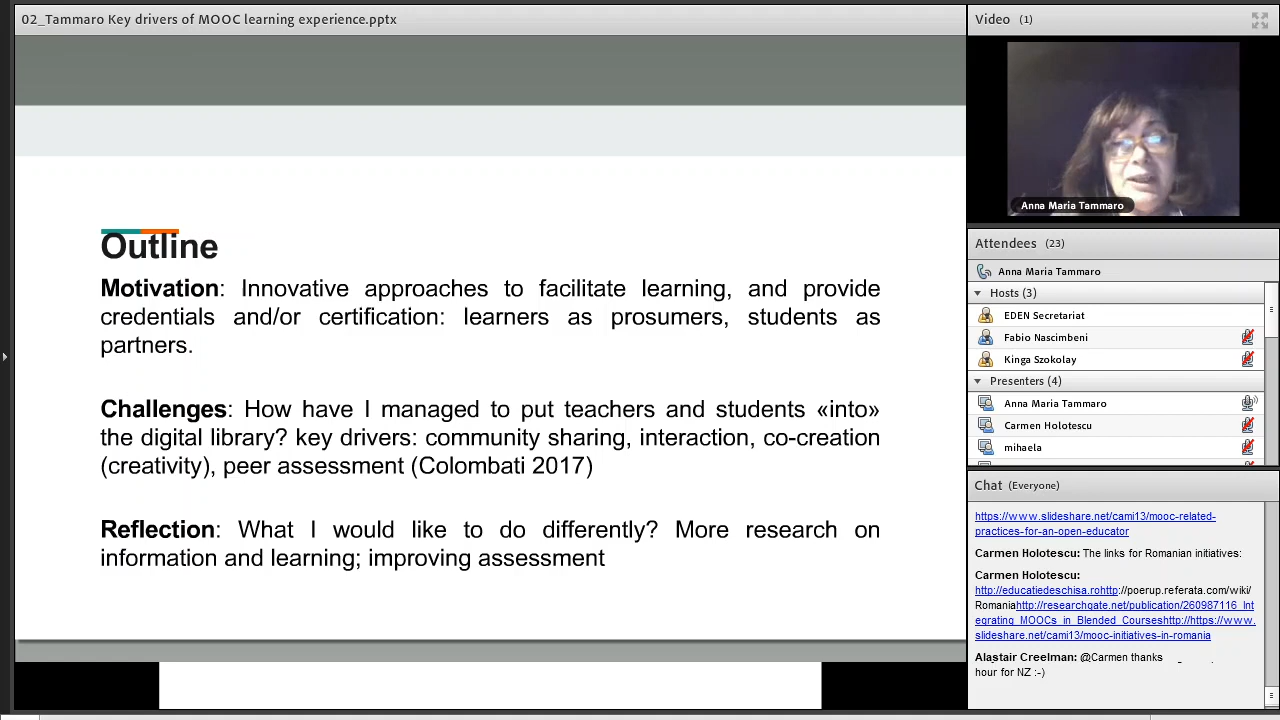 02_Tammaro Key drivers of MOOC learning experience.pptx
Outline
Motivation: Innovative approaches to facilitate learning, and provide
credentials and/or certification: learners as prosumers, students as
partners.
Challenges: How have I managed to put teachers and students «into»
the digital library? key drivers: community sharing, interaction, co-creation
(creativity), peer assessment (Colombati 2017)
Reflection: What I would like to do differently? More research on
information and learning; improving assessment
Video (1)
Anna Maria Tammaro
Attendees (23)
Anna Maria Tammaro
Hosts (3)
EDEN Secretariat
Fabio Nascimbeni
Kinga Szokolay
Presenters (4)
Anna Maria Tammaro
Carmen Holotescu
mihaela
Chat (Everyone)
https://www.slideshare.net/cami13/mooc-related-
practices-for-an-open-educator
Carmen Holotescu: The links for Romanian initiatives:
Carmen Holotescu:
http://educatiedeschisa.rohttp://poerup.referata.com/wiki/
Romaniahttp://researchgate.net/publication/260987116_Int
egrating_MOOCs_in_Blended_Courseshttp://https://www.
slideshare.net/cami13/mooc-initiatives-in-romania
Alastair Creelman: @Carmen thanks
hour for NZ :-)